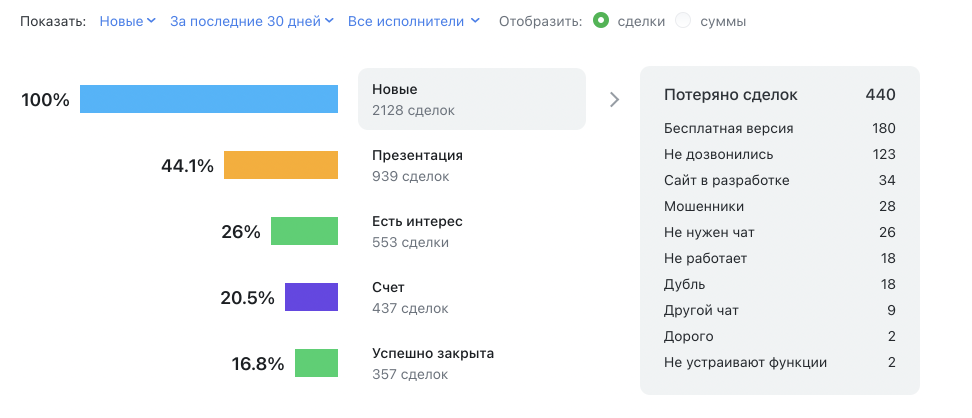 Показать: Новые За последние 30 дней Все исполнители Отобразить: сделки суммы
100%
Новые
2128 сделок
44.1%
Презентация
939 сделок
26%
Есть интерес
553 сделки
20.5%
Счет
437 сделок
16.8%
Успешно закрыта
357 сделок
Потеряно сделок 440
Бесплатная версия 180
Не дозвонились 123
Сайт в разработке 34
Мошенники 28
Не нужен чат 26
Не работает 18
Дубль 18
Другой чат 9
Дорого 2
Не устраивают функции 2